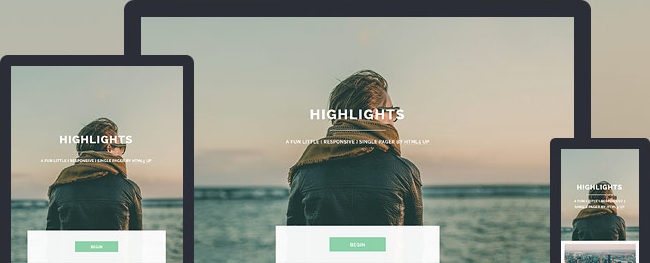 HIGHLIGHTS
A FUN LITTLE | RESPONSIVE | SINGLE PAGER BY HTML5 UP
BEGIN
HIGHLIGHTS
A FUN LITTLE | RESPONSIVE | SINGLE PAGER BY HTML5 UP
BEGIN
HIGHLIGHTS
A FUN LITTLE | RESPONSIVE |
SINGLE PAGER BY HTML5 UP